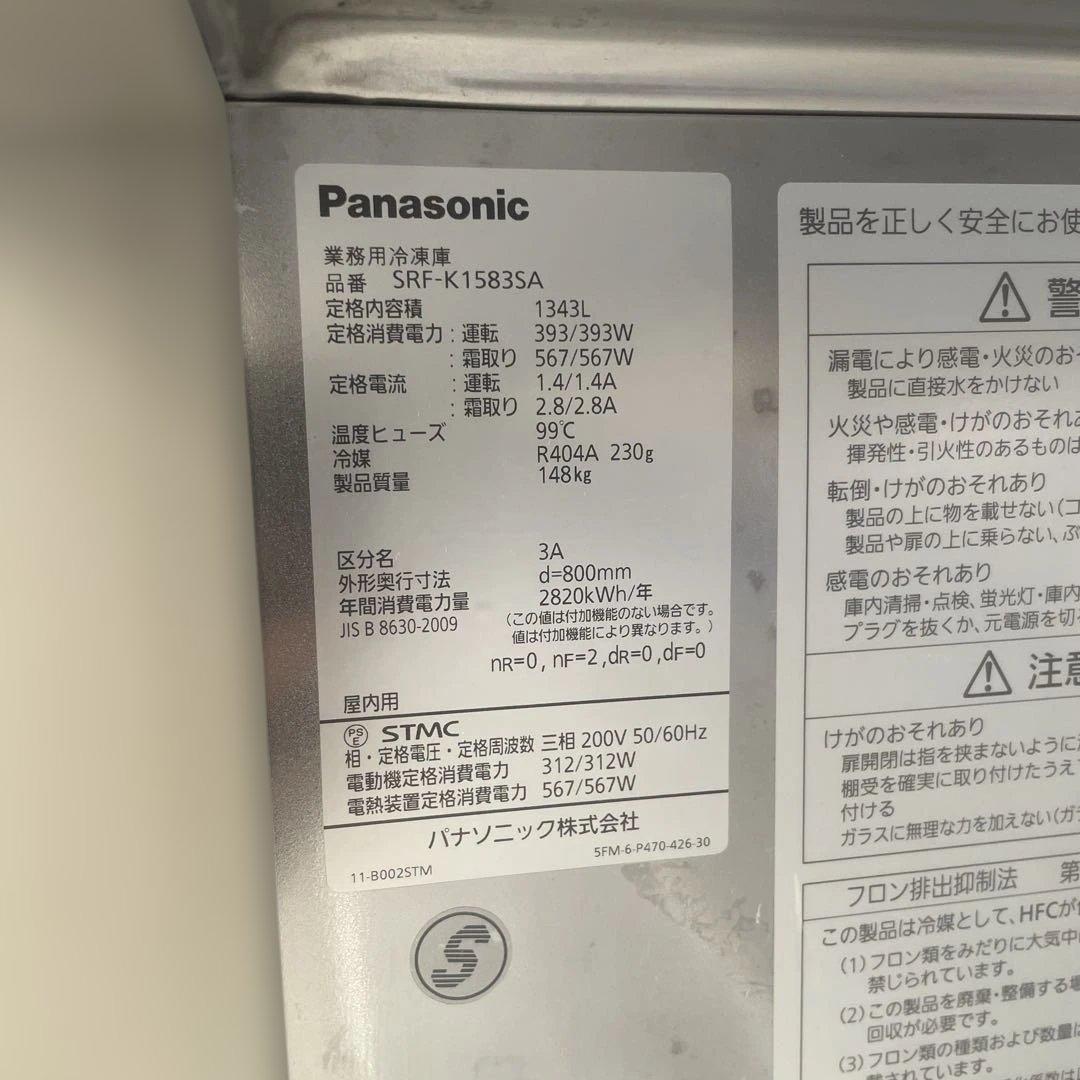 Panasonic
業務用冷凍庫
品番 SRF-K1583SA
定格内容積 1343L
定格消費電力 : 運転 393/393W
: 霜取り 567/567W
定格電流 : 運転 1.4/1.4A
: 霜取り 2.8/2.8A
温度ヒューズ 99℃
冷媒 R404A 230g
製品質量 148kg
区分名 3A
外形奥行寸法 d=800mm
年間消費電力量 2820kWh/年
JIS B 8630-2009 (この値は付加機能のない場合です。
値は付加機能により異なります。)
nR=0, nF=2, dR=0, dF=0
屋内用
PSE STMC
相・定格電圧・定格周波数 三相 200V 50/60Hz
電動機定格消費電力 312/312W
電熱装置定格消費電力 567/567W
パナソニック株式会社
11-B002STM 5FM-6-P470-426-30
S
製品を正しく安全にお使
警
漏電により感電・火災のおそ
製品に直接水をかけない
火災や感電・けがのおそれあ
揮発性・引火性のあるものは
転倒・けがのおそれあり
製品の上に物を載せない(コ
製品や扉の上に乗らない、ぶ
感電のおそれあり
庫内清掃・点検、蛍光灯・庫内
プラグを抜くか、元電源を切
注意
けがのおそれあり
扉開閉は指を挟まないように
棚受を確実に取り付けたうえ
付ける
ガラスに無理な力を加えない(ガ
フロン排出抑制法 第
この製品は冷媒として、HFCが
(1)フロン類をみだりに大気中
禁じられています。
(2)この製品を廃棄・整備する場
回収が必要です。
(3)フロン類の種類および数量
載されています。